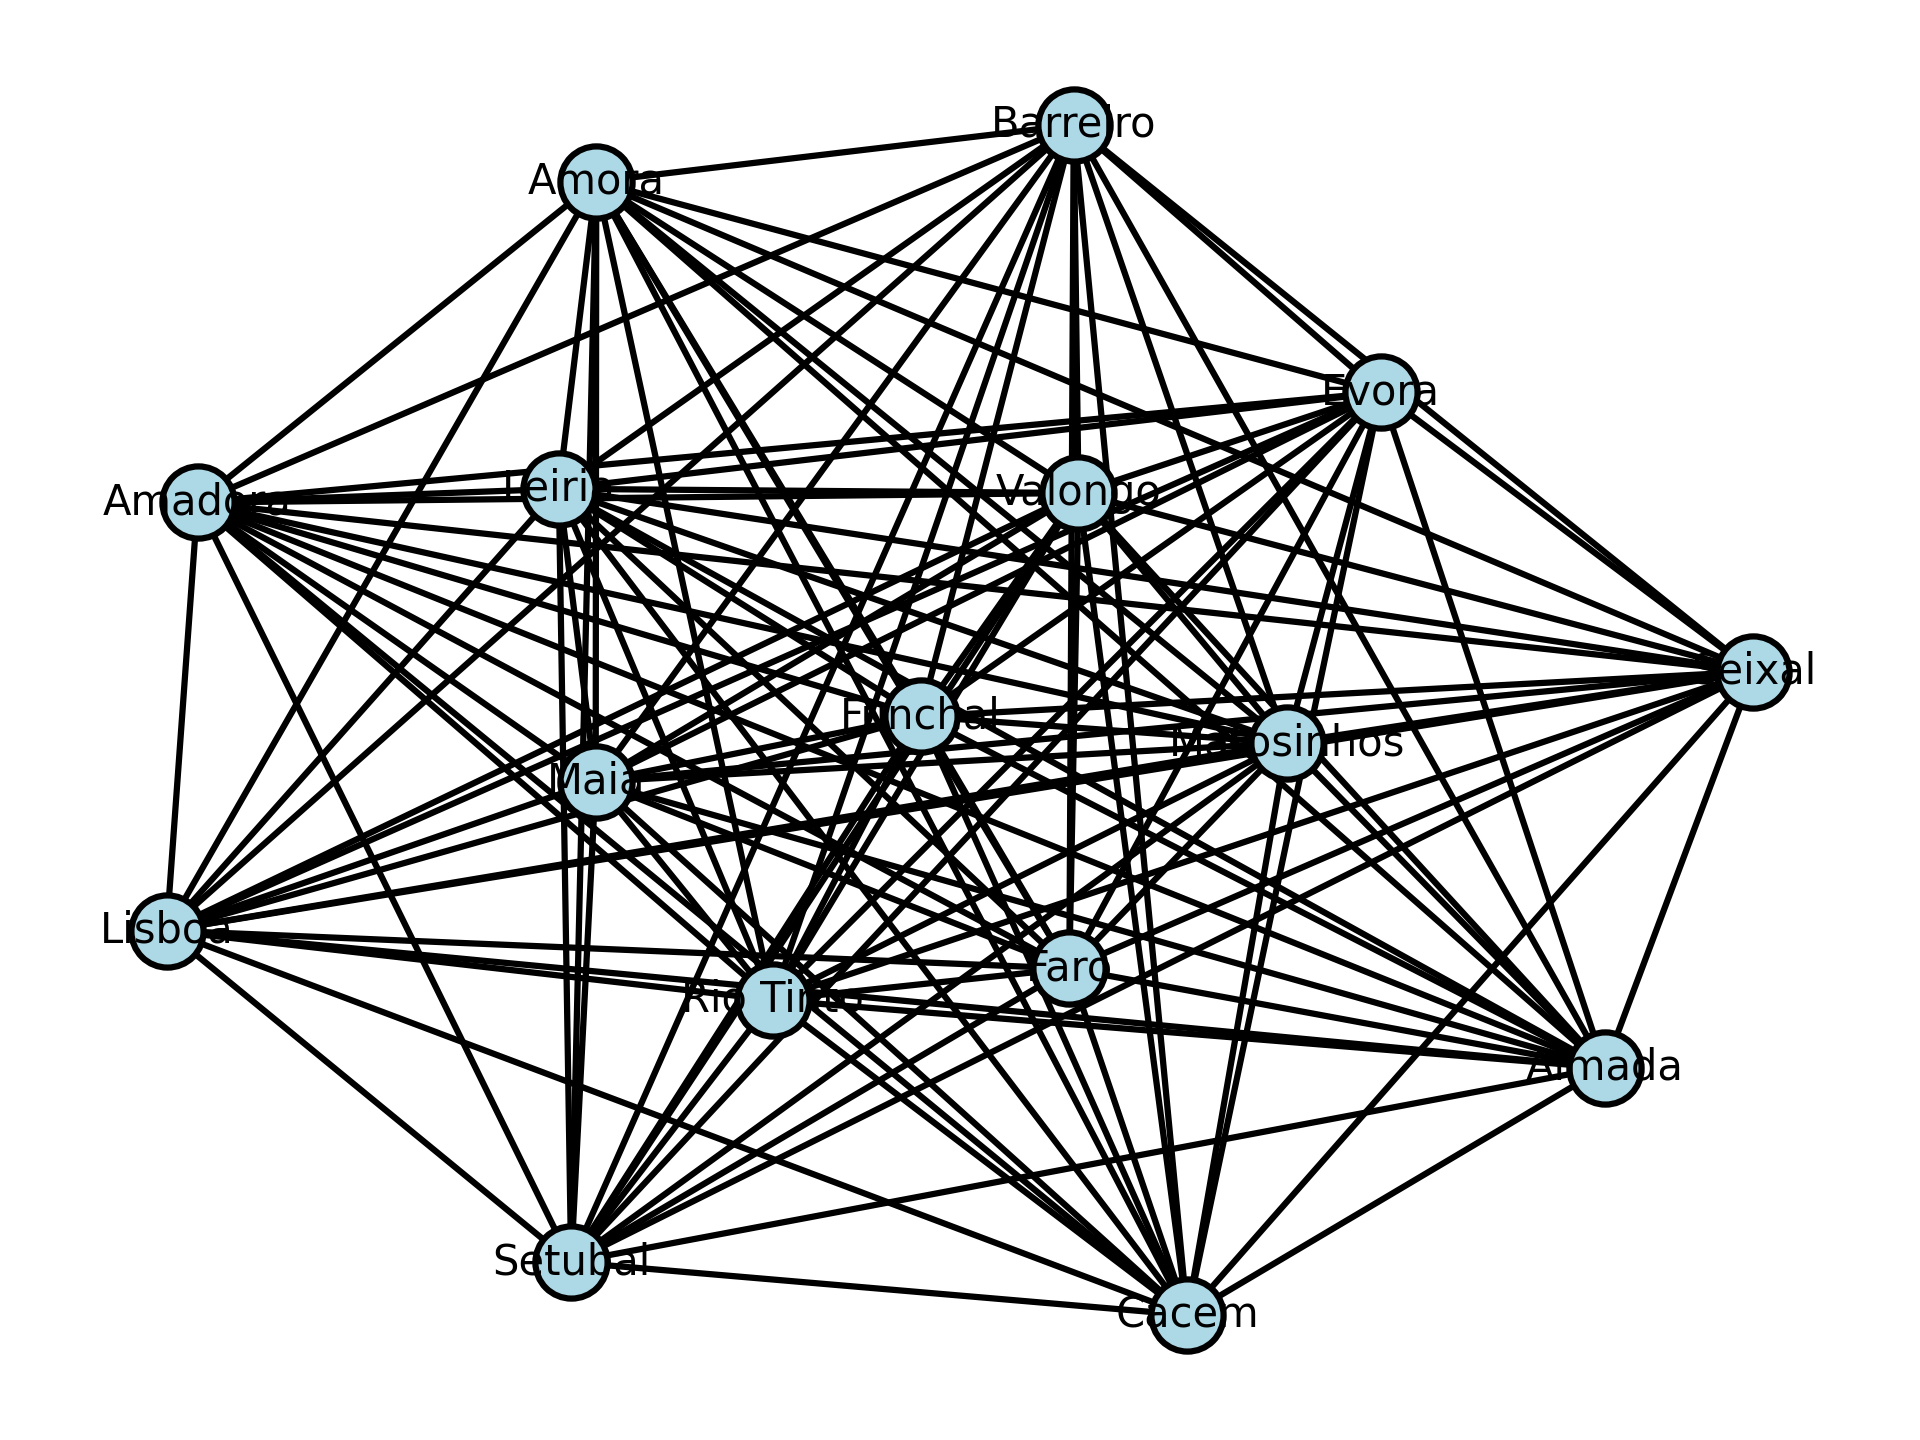 Barreiro
Amora
Evora
Leiria
Valongo
Amadora
Seixal
Funchal
Matosinhos
Maia
Lisboa
Faro
Rio Tinto
Almada
Setubal
Cacem